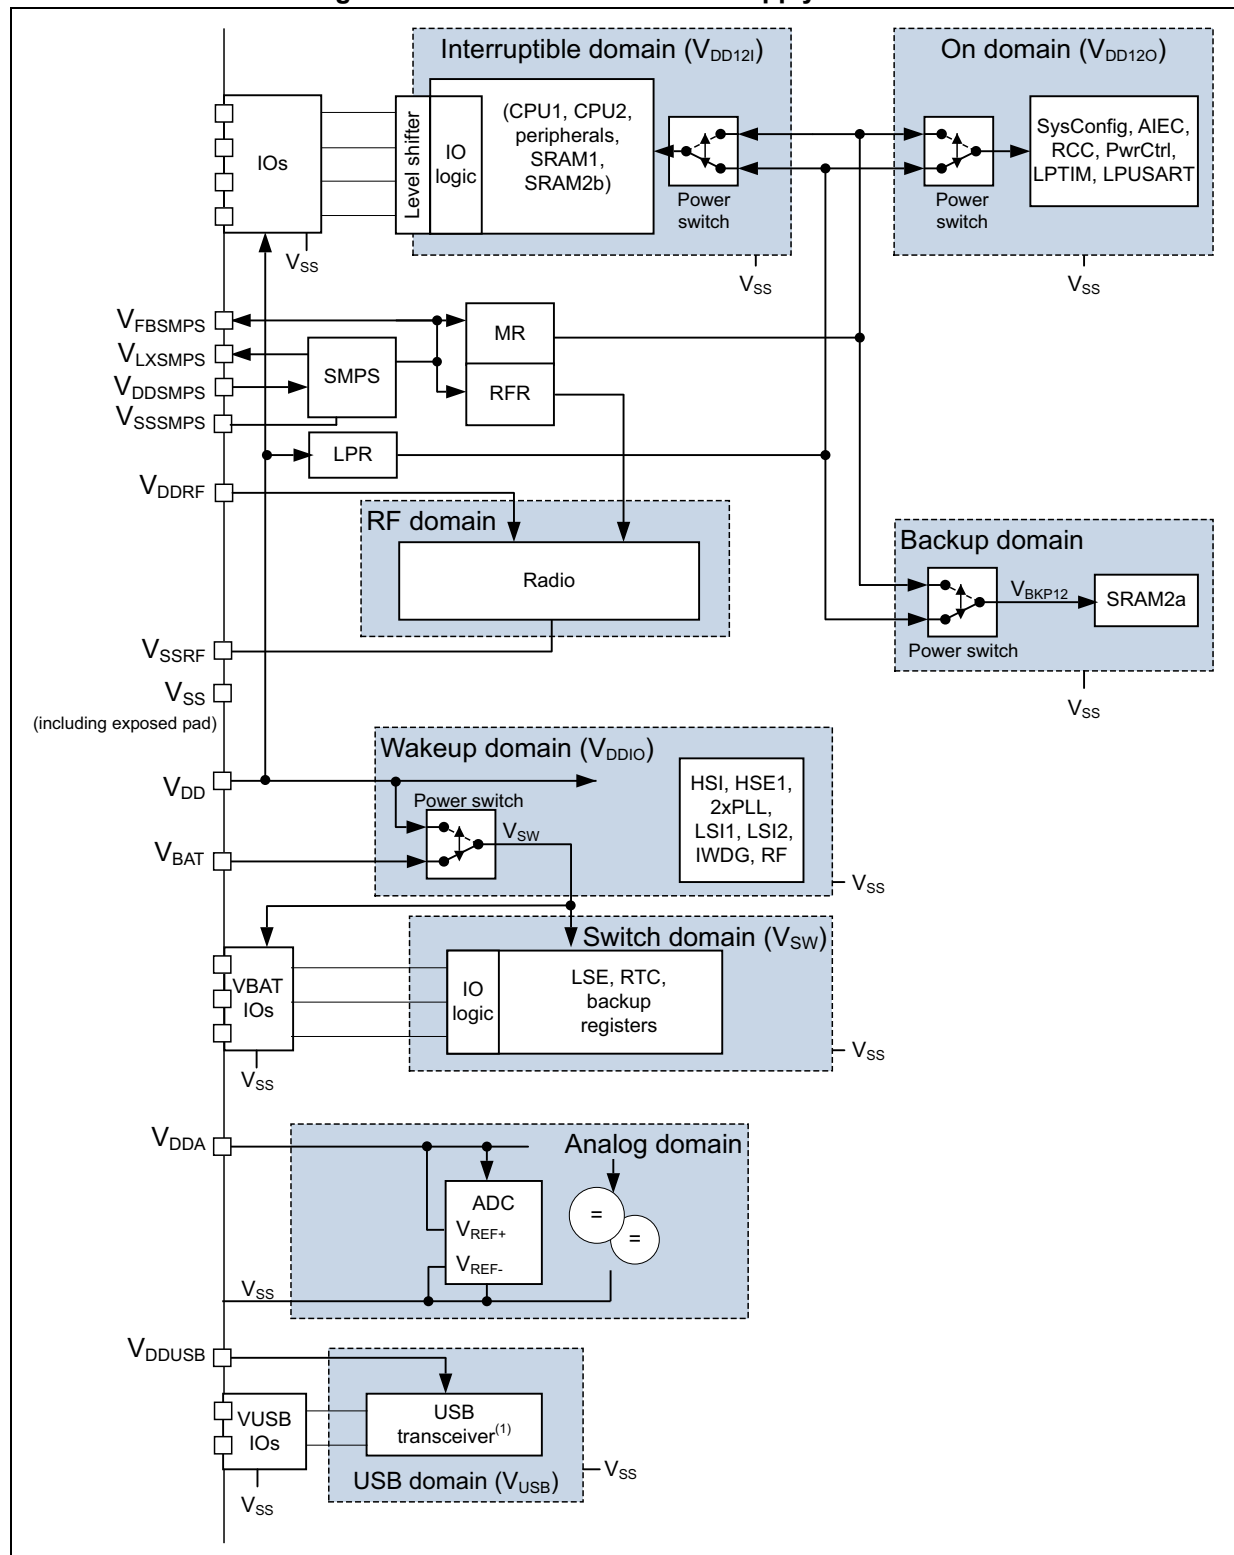 Interruptible domain (VDD12I)
On domain (VDD12O)
IOs
Level shifter
IO
logic
(CPU1, CPU2,
peripherals,
SRAM1,
SRAM2b)
Power
switch
Power
switch
SysConfig, AIEC,
RCC, PwrCtrl,
LPTIM, LPUSART
VSS
VSS
VSS
VFBSMPS
VLXSMPS
VDDSMPS
VSSSMPS
SMPS
MR
RFR
LPR
VDDRF
RF domain
Radio
Backup domain
VBKP12
SRAM2a
Power switch
VSS
VSSRF
VSS
(including exposed pad)
Wakeup domain (VDDIO)
VDD
Power switch
VSW
VBAT
HSI, HSE1,
2xPLL,
LSI1, LSI2,
IWDG, RF
VSS
Switch domain (VSW)
VBAT
IOs
IO
logic
LSE, RTC,
backup
registers
VSS
VSS
VDDA
Analog domain
ADC
VREF+
VREF-
=
=
VSS
VDDUSB
VUSB
IOs
USB
transceiver(1)
USB domain (VUSB)
VSS
VSS